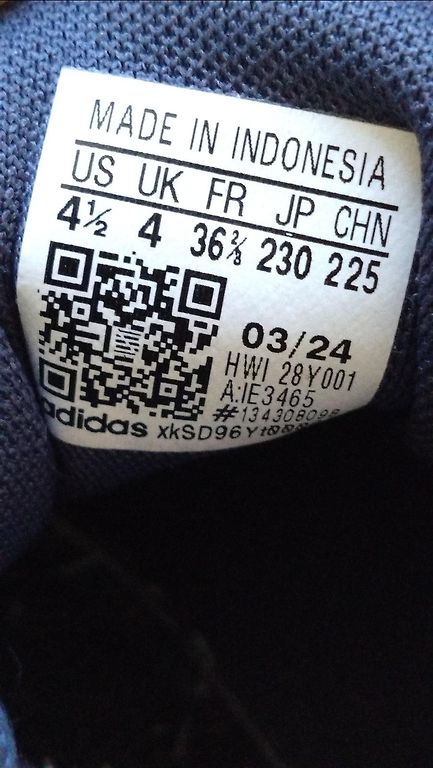 MADE IN INDONESIA
US UK FR JP CHN
4½ 4 36⅔ 230 225
03/24
HWI 28Y001
A:IE3465
adidas